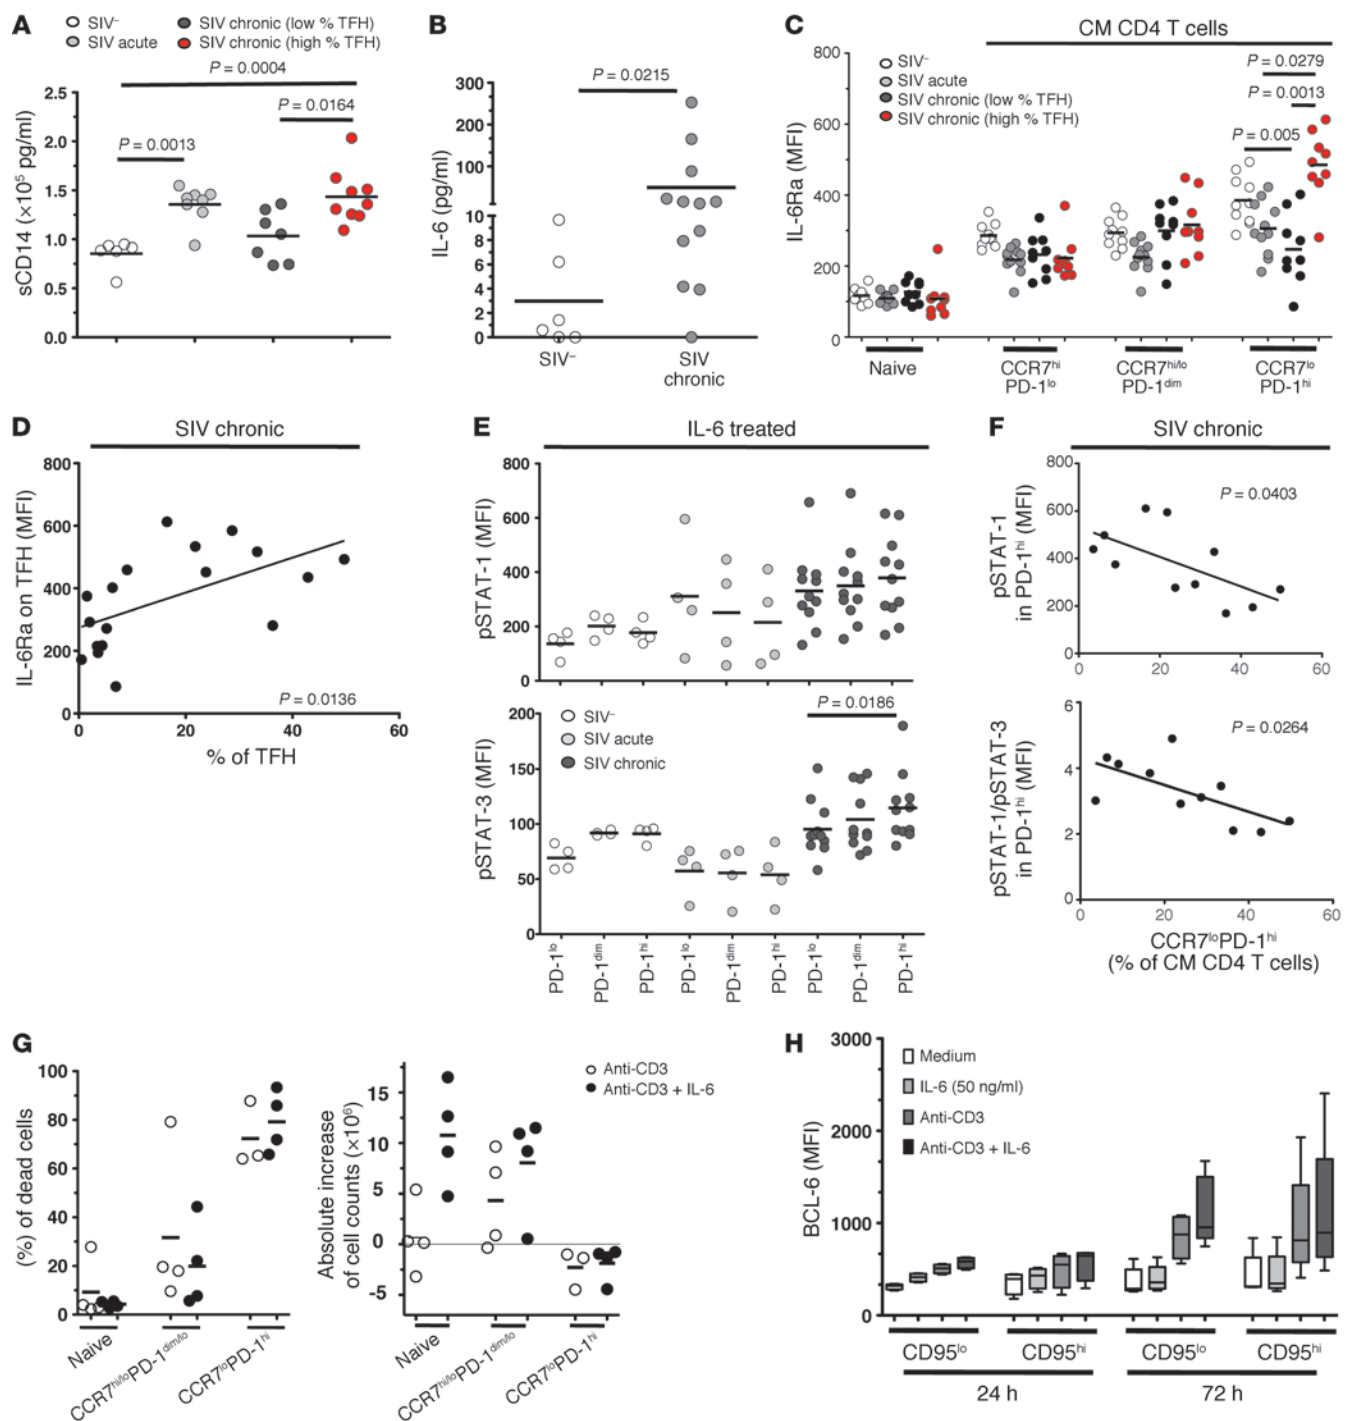 A
SIV⁻
SIV acute
SIV chronic (low % TFH)
SIV chronic (high % TFH)
P = 0.0004
P = 0.0164
P = 0.0013
sCD14 (×10⁵ pg/ml)
2.5
2.0
1.5
1.0
0.5
0.0
B
P = 0.0215
IL-6 (pg/ml)
300
200
100
10
8
6
4
2
0
SIV⁻
SIV
chronic
C
CM CD4 T cells
SIV⁻
SIV acute
SIV chronic (low % TFH)
SIV chronic (high % TFH)
P = 0.0279
P = 0.0013
P = 0.005
IL-6Ra (MFI)
800
600
400
200
0
Naive
CCR7ʰⁱ
PD-1ˡᵒ
CCR7ʰⁱ/ˡᵒ
PD-1ᵈⁱᵐ
CCR7ˡᵒ
PD-1ʰⁱ
D
SIV chronic
IL-6Ra on TFH (MFI)
800
600
400
200
0
P = 0.0136
0 20 40 60
% of TFH
E
IL-6 treated
pSTAT-1 (MFI)
800
600
400
200
0
pSTAT-3 (MFI)
200
150
100
50
0
SIV⁻
SIV acute
SIV chronic
P = 0.0186
PD-1ˡᵒ
PD-1ᵈⁱᵐ
PD-1ʰⁱ
PD-1ˡᵒ
PD-1ᵈⁱᵐ
PD-1ʰⁱ
PD-1ˡᵒ
PD-1ᵈⁱᵐ
PD-1ʰⁱ
F
SIV chronic
pSTAT-1
in PD-1ʰⁱ (MFI)
800
600
400
200
0
P = 0.0403
0 20 40 60
pSTAT-1/pSTAT-3
in PD-1ʰⁱ (MFI)
6
4
2
0
P = 0.0264
0 20 40 60
CCR7ˡᵒPD-1ʰⁱ
(% of CM CD4 T cells)
G
(%) of dead cells
100
80
60
40
20
0
Naive
CCR7ʰⁱ/ˡᵒPD-1ᵈⁱᵐ/ˡᵒ
CCR7ˡᵒPD-1ʰⁱ
Absolute increase
of cell counts (×10⁶)
15
10
5
0
-5
Anti-CD3
Anti-CD3 + IL-6
Naive
CCR7ʰⁱ/ˡᵒPD-1ᵈⁱᵐ/ˡᵒ
CCR7ˡᵒPD-1ʰⁱ
H
BCL-6 (MFI)
3000
2000
1000
0
Medium
IL-6 (50 ng/ml)
Anti-CD3
Anti-CD3 + IL-6
CD95ˡᵒ
CD95ʰⁱ
CD95ˡᵒ
CD95ʰⁱ
24 h
72 h